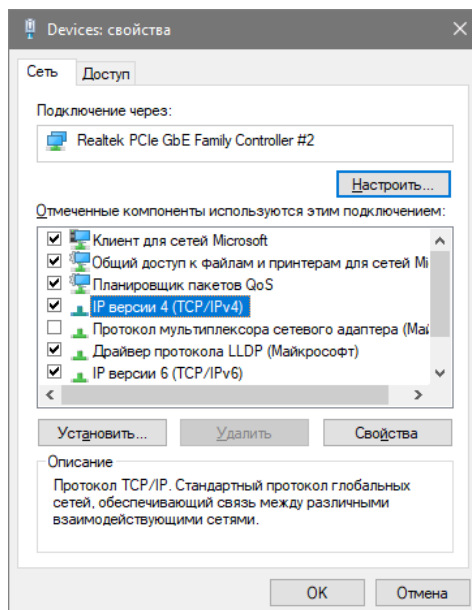 Devices: свойства
Сеть
Доступ
Подключение через:
Realtek PCIe GbE Family Controller #2
Настроить...
Отмеченные компоненты используются этим подключением:
Клиент для сетей Microsoft
Общий доступ к файлам и принтерам для сетей Mi
Планировщик пакетов QoS
IP версии 4 (TCP/IPv4)
Протокол мультиплексора сетевого адаптера (Май
Драйвер протокола LLDP (Майкрософт)
IP версии 6 (TCP/IPv6)
Установить...
Удалить
Свойства
Описание
Протокол TCP/IP. Стандартный протокол глобальных
сетей, обеспечивающий связь между различными
взаимодействующими сетями.
OK
Отмена